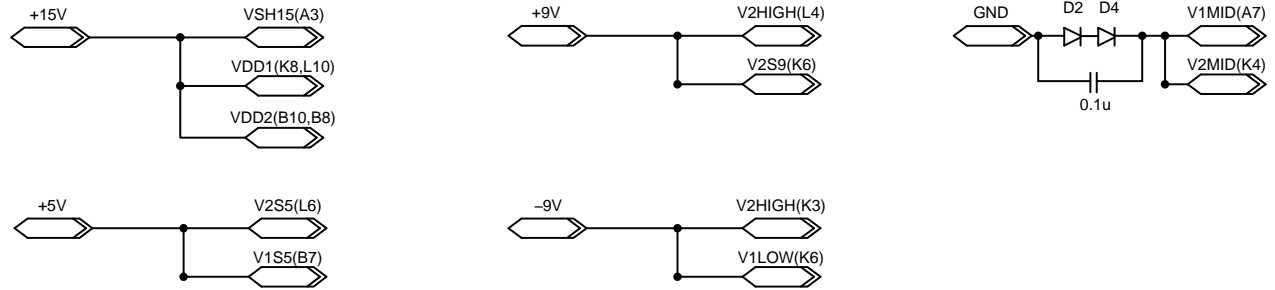 +15V
VSH15(A3)
VDD1(K8,L10)
VDD2(B10,B8)
+9V
V2HIGH(L4)
V2S9(K6)
GND
D2 D4
V1MID(A7)
V2MID(K4)
0.1u
+5V
V2S5(L6)
V1S5(B7)
–9V
V2HIGH(K3)
V1LOW(K6)